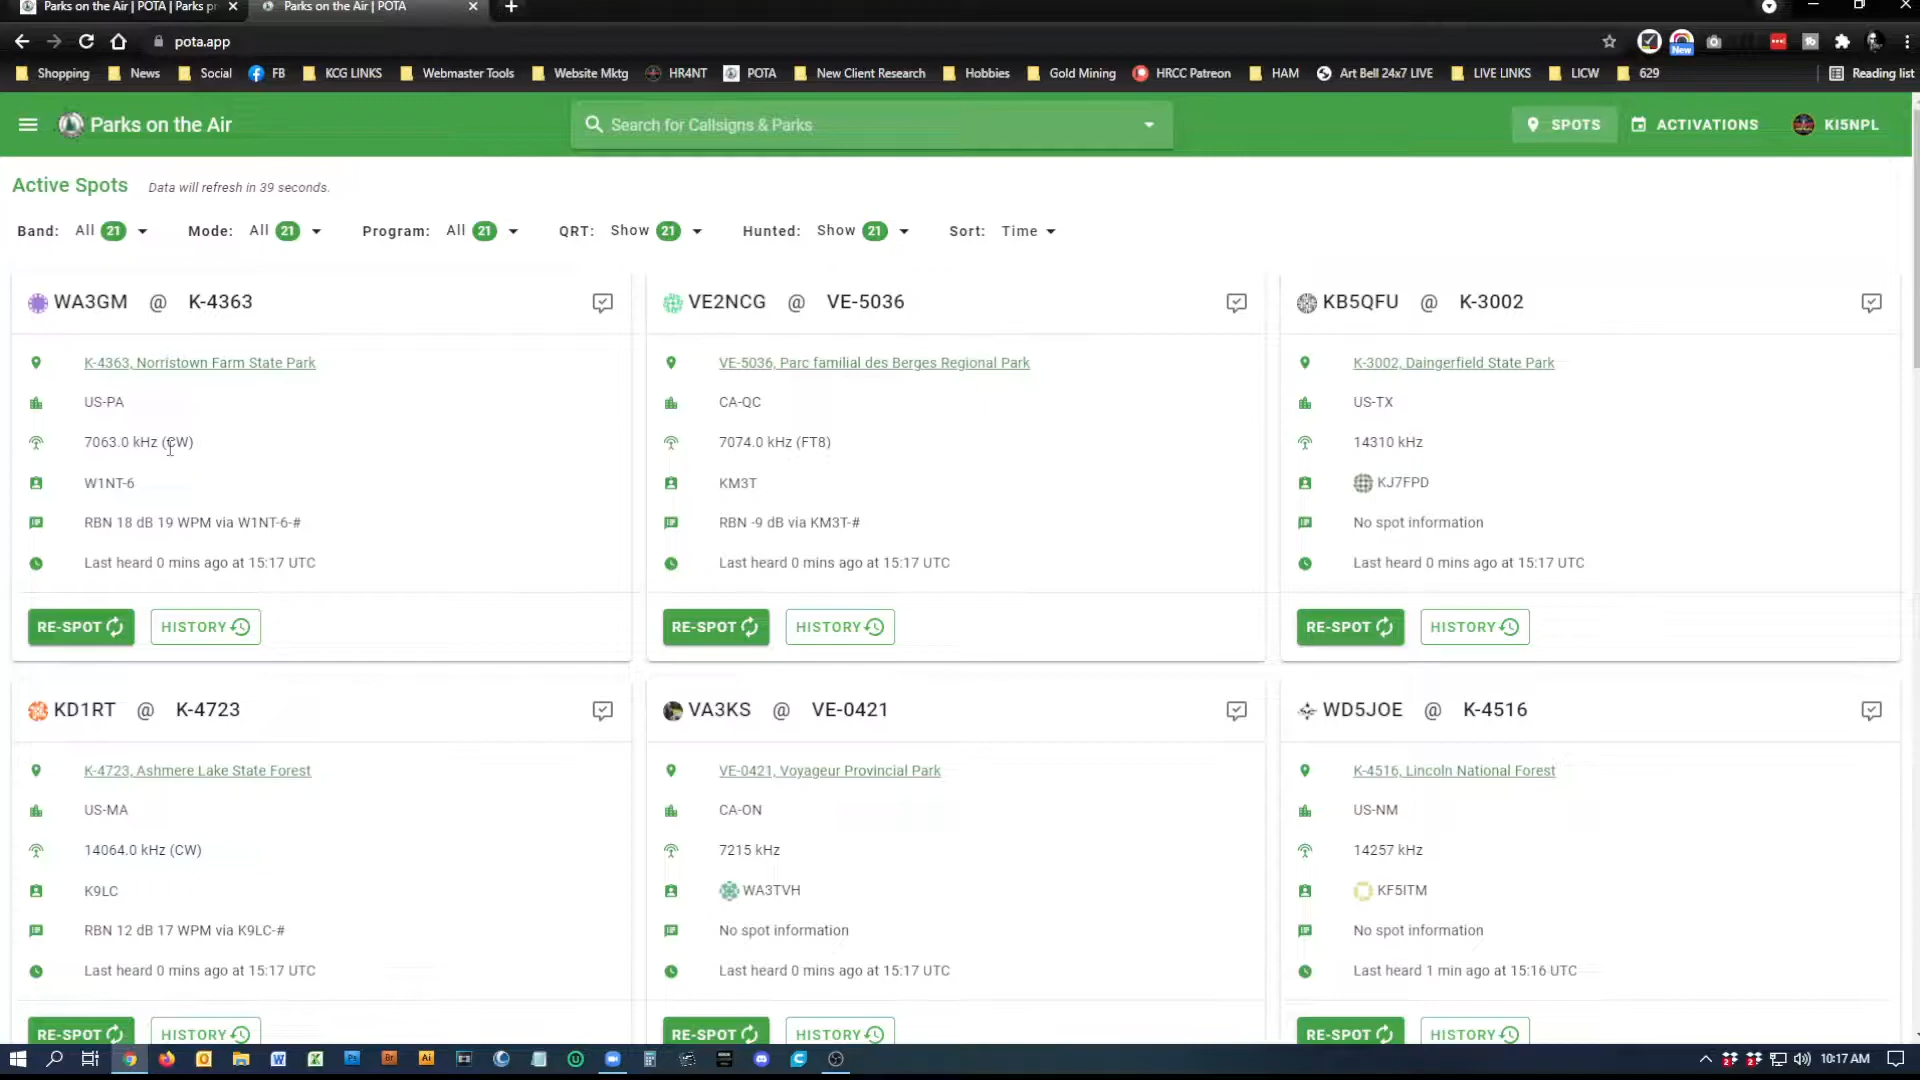 Parks on the Air | POTA | Parks pr
Parks on the Air | POTA
pota.app
New
Shopping News Social FB KCG LINKS Webmaster Tools Website Mktg HR4NT POTA New Client Research Hobbies Gold Mining HRCC Patreon HAM Art Bell 24x7 LIVE LIVE LINKS LICW 629 Reading list
Parks on the Air
Search for Callsigns & Parks
SPOTS ACTIVATIONS KI5NPL
Active Spots Data will refresh in 39 seconds.
Band: All 21 Mode: All 21 Program: All 21 QRT: Show 21 Hunted: Show 21 Sort: Time
WA3GM @ K-4363
K-4363, Norristown Farm State Park
US-PA
7063.0 kHz (CW)
W1NT-6
RBN 18 dB 19 WPM via W1NT-6-#
Last heard 0 mins ago at 15:17 UTC
RE-SPOT HISTORY
VE2NCG @ VE-5036
VE-5036, Parc familial des Berges Regional Park
CA-QC
7074.0 kHz (FT8)
KM3T
RBN -9 dB via KM3T-#
Last heard 0 mins ago at 15:17 UTC
RE-SPOT HISTORY
KB5QFU @ K-3002
K-3002, Daingerfield State Park
US-TX
14310 kHz
KJ7FPD
No spot information
Last heard 0 mins ago at 15:17 UTC
RE-SPOT HISTORY
KD1RT @ K-4723
K-4723, Ashmere Lake State Forest
US-MA
14064.0 kHz (CW)
K9LC
RBN 12 dB 17 WPM via K9LC-#
Last heard 0 mins ago at 15:17 UTC
RE-SPOT HISTORY
VA3KS @ VE-0421
VE-0421, Voyageur Provincial Park
CA-ON
7215 kHz
WA3TVH
No spot information
Last heard 0 mins ago at 15:17 UTC
RE-SPOT HISTORY
WD5JOE @ K-4516
K-4516, Lincoln National Forest
US-NM
14257 kHz
KF5ITM
No spot information
Last heard 1 min ago at 15:16 UTC
RE-SPOT HISTORY
10:17 AM